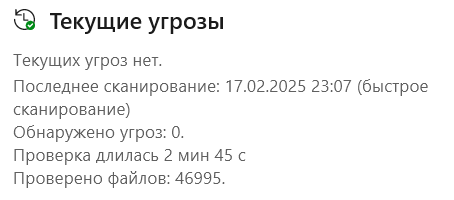 Текущие угрозы
Текущих угроз нет.
Последнее сканирование: 17.02.2025 23:07 (быстрое
сканирование)
Обнаружено угроз: 0.
Проверка длилась 2 мин 45 с
Проверено файлов: 46995.